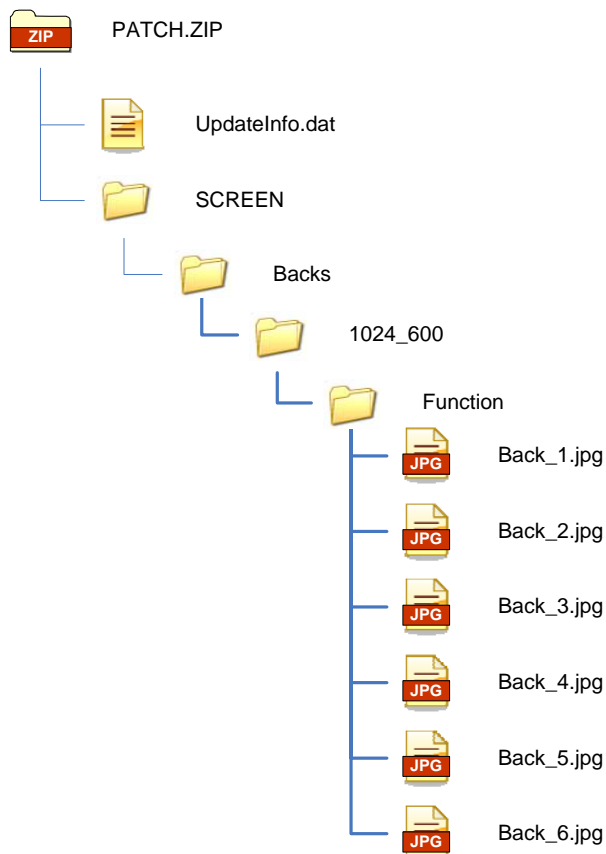 ZIP PATCH.ZIP
UpdateInfo.dat
SCREEN
Backs
1024_600
Function
JPG Back_1.jpg
JPG Back_2.jpg
JPG Back_3.jpg
JPG Back_4.jpg
JPG Back_5.jpg
JPG Back_6.jpg